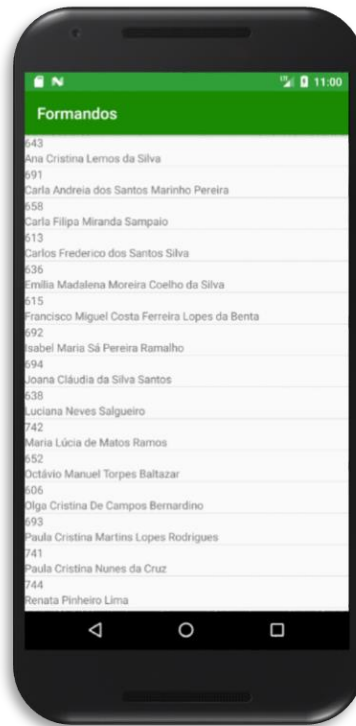 11:00
Formandos
643
Ana Cristina Lemos da Silva
691
Carla Andreia dos Santos Marinho Pereira
658
Carla Filipa Miranda Sampaio
613
Carlos Frederico dos Santos Silva
636
Emília Madalena Moreira Coelho da Silva
615
Francisco Miguel Costa Ferreira Lopes da Benta
692
Isabel Maria Sá Pereira Ramalho
694
Joana Cláudia da Silva Santos
638
Luciana Neves Salgueiro
742
Maria Lúcia de Matos Ramos
652
Octávio Manuel Torpes Baltazar
606
Olga Cristina De Campos Bernardino
693
Paula Cristina Martins Lopes Rodrigues
741
Paula Cristina Nunes da Cruz
744
Renata Pinheiro Lima